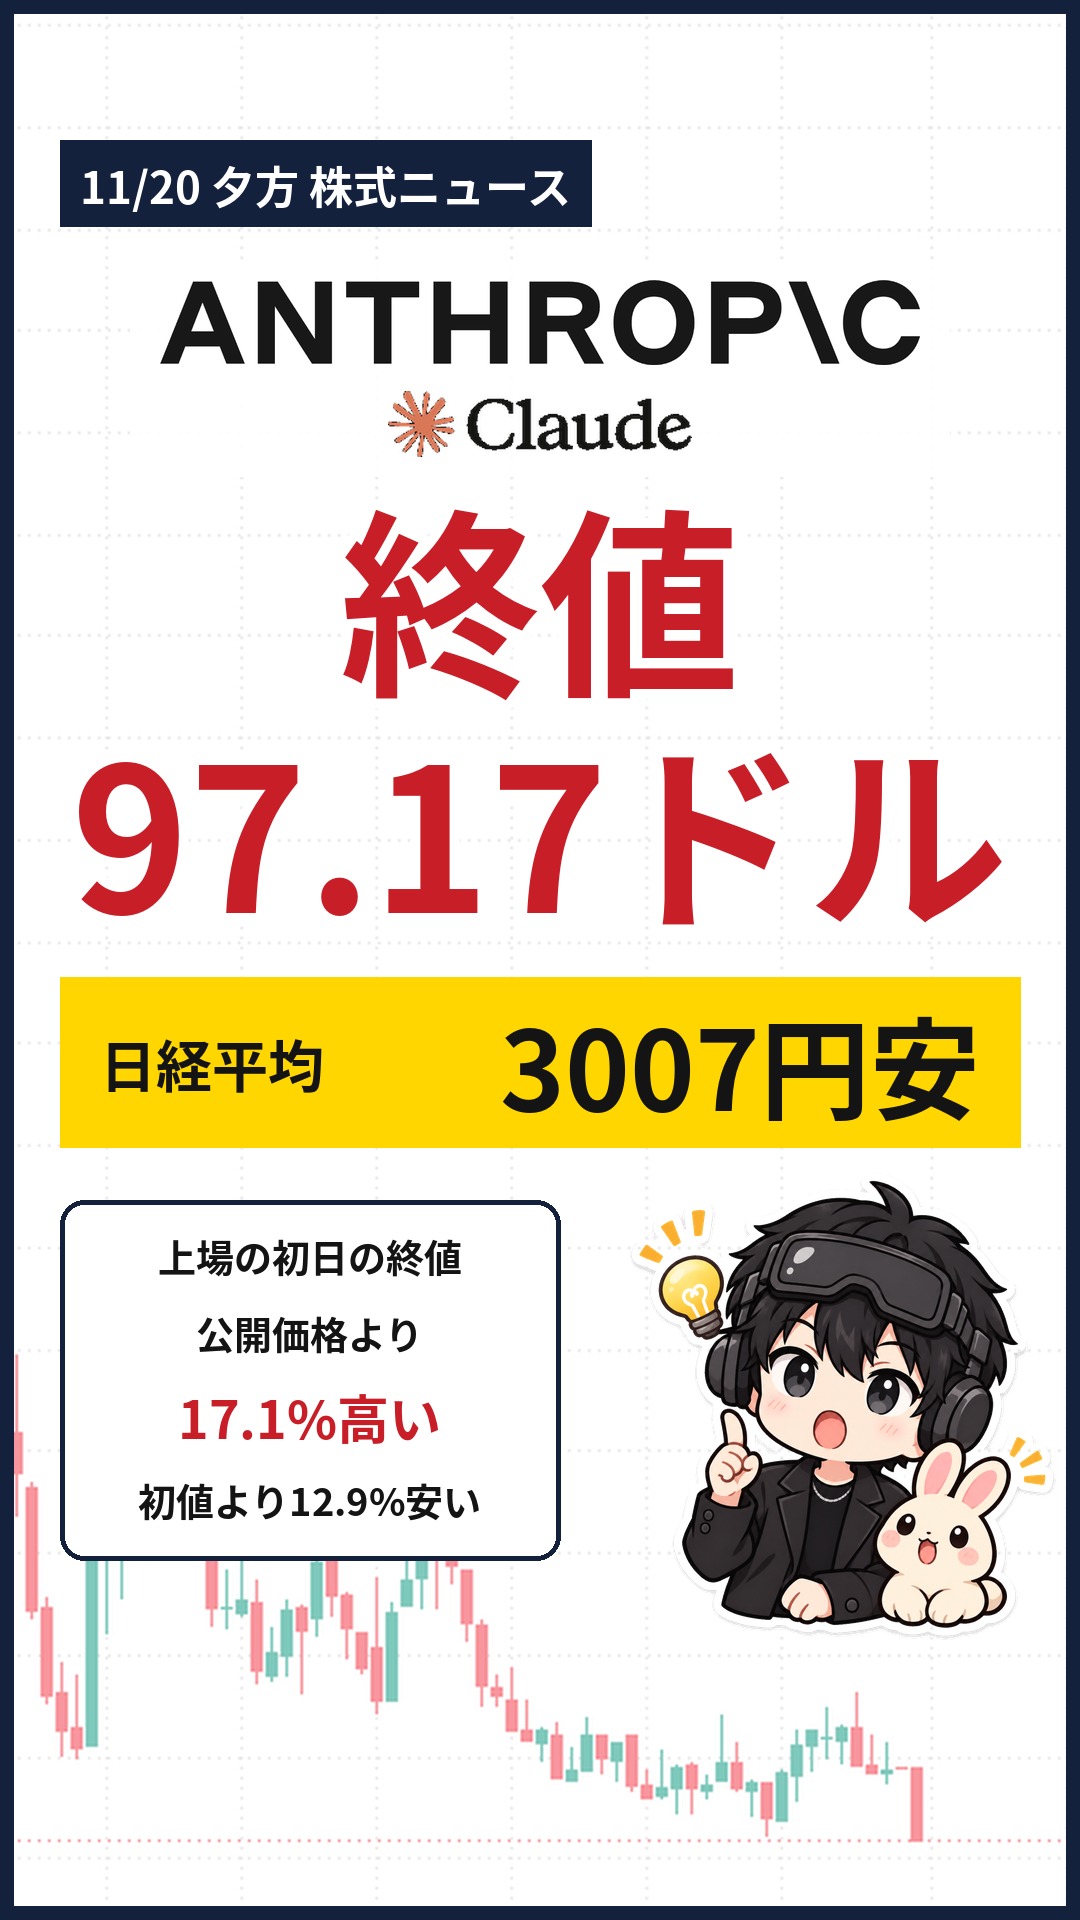 11/20 夕方 株式ニュース
ANTHROP\C
Claude
終値
97.17ドル
日経平均 3007円安
上場の初日の終値
公開価格より
17.1%高い
初値より12.9%安い